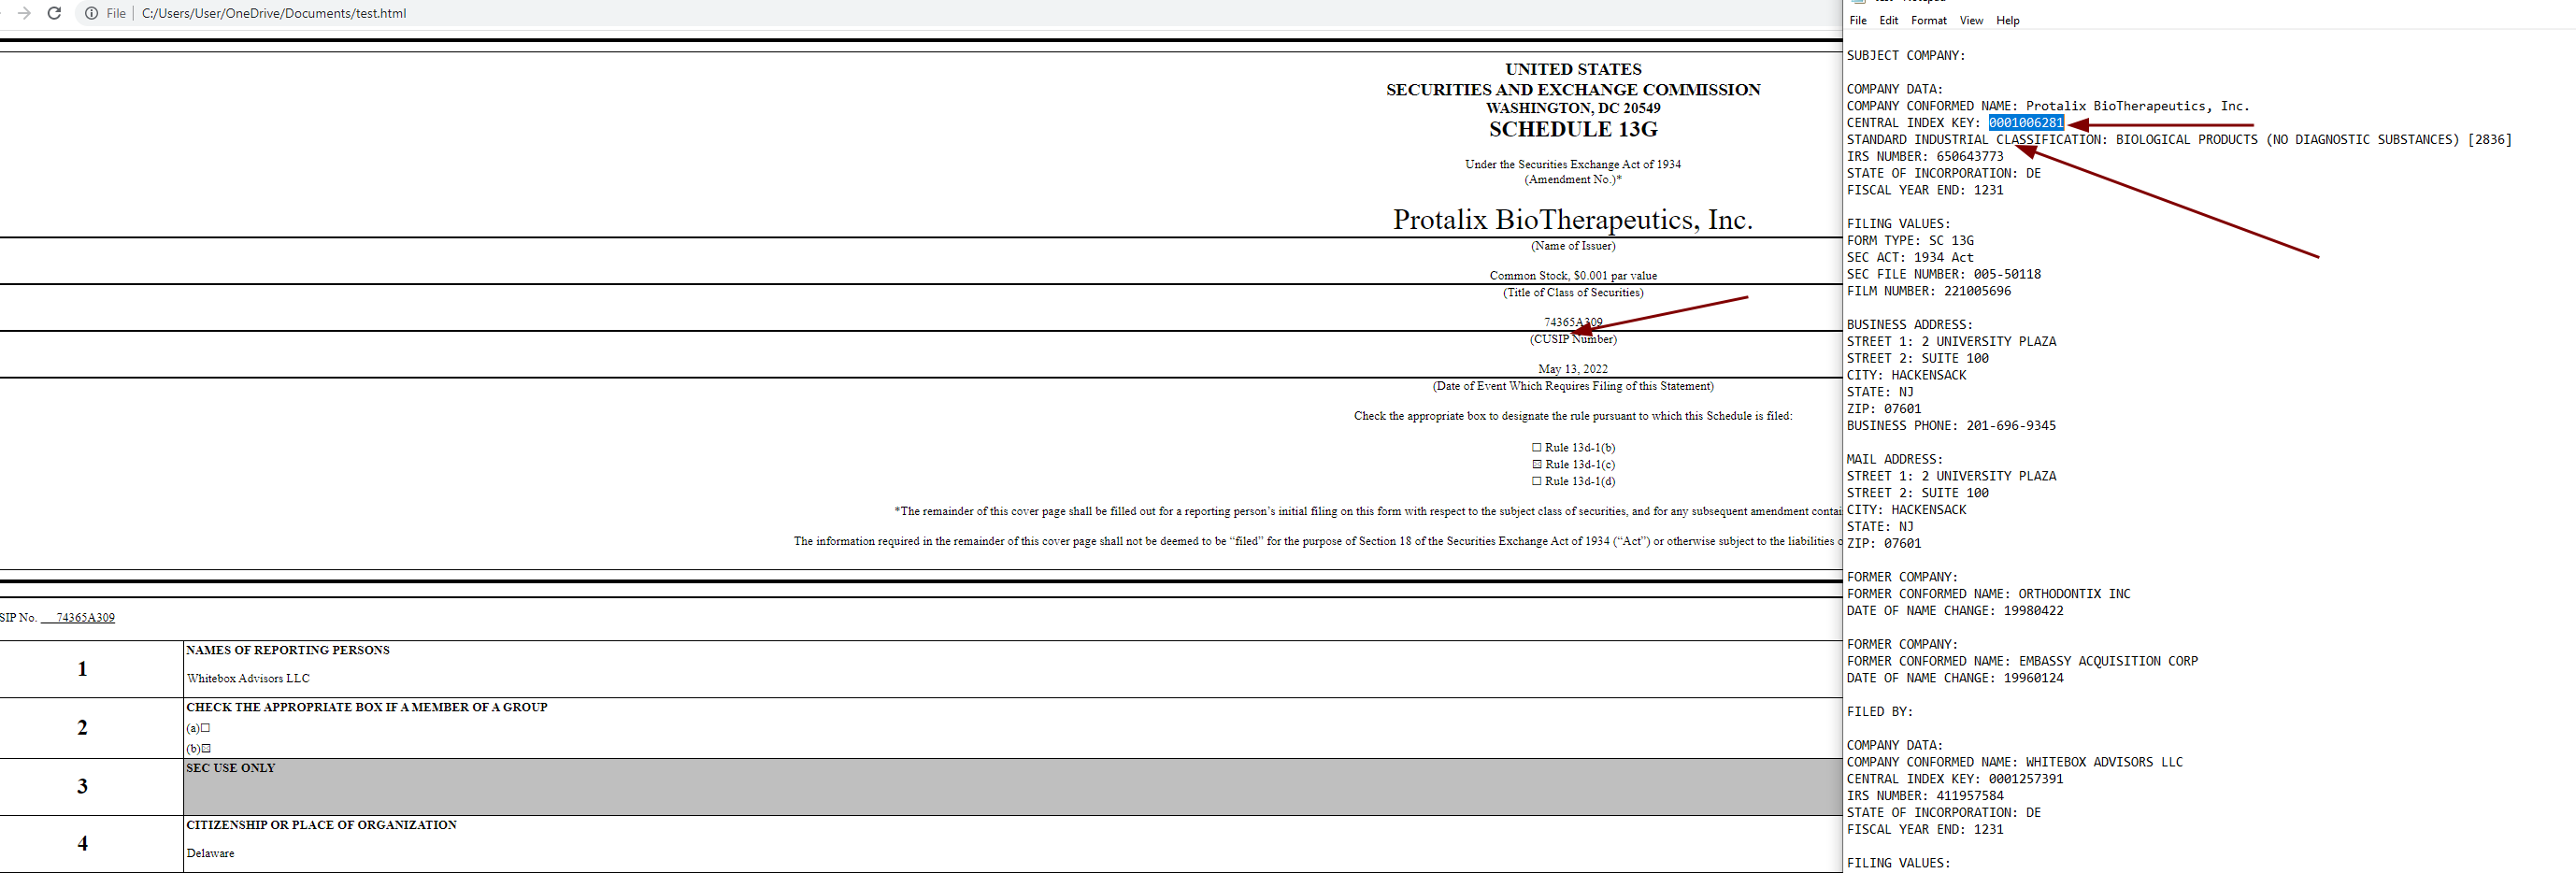 File
C:/Users/User/OneDrive/Documents/test.html
UNITED STATES
SECURITIES AND EXCHANGE COMMISSION
WASHINGTON, DC 20549
SCHEDULE 13G
Under the Securities Exchange Act of 1934
(Amendment No.)*
Protalix BioTherapeutics, Inc.
(Name of Issuer)
Common Stock, $0.001 par value
(Title of Class of Securities)
74365A309
(CUSIP Number)
May 13, 2022
(Date of Event Which Requires Filing of this Statement)
Check the appropriate box to designate the rule pursuant to which this Schedule is filed:
☐ Rule 13d-1(b)
☒ Rule 13d-1(c)
☐ Rule 13d-1(d)
*The remainder of this cover page shall be filled out for a reporting person’s initial filing on this form with respect to the subject class of securities, and for any subsequent amendment contai
The information required in the remainder of this cover page shall not be deemed to be “filed” for the purpose of Section 18 of the Securities Exchange Act of 1934 (“Act”) or otherwise subject to the liabilities o
SIP No. 74365A309
1
NAMES OF REPORTING PERSONS
Whitebox Advisors LLC
2
CHECK THE APPROPRIATE BOX IF A MEMBER OF A GROUP
(a)☐
(b)☒
3
SEC USE ONLY
4
CITIZENSHIP OR PLACE OF ORGANIZATION
Delaware
File Edit Format View Help
SUBJECT COMPANY:
COMPANY DATA:
COMPANY CONFORMED NAME: Protalix BioTherapeutics, Inc.
CENTRAL INDEX KEY: 0001006281
STANDARD INDUSTRIAL CLASSIFICATION: BIOLOGICAL PRODUCTS (NO DIAGNOSTIC SUBSTANCES) [2836]
IRS NUMBER: 650643773
STATE OF INCORPORATION: DE
FISCAL YEAR END: 1231
FILING VALUES:
FORM TYPE: SC 13G
SEC ACT: 1934 Act
SEC FILE NUMBER: 005-50118
FILM NUMBER: 221005696
BUSINESS ADDRESS:
STREET 1: 2 UNIVERSITY PLAZA
STREET 2: SUITE 100
CITY: HACKENSACK
STATE: NJ
ZIP: 07601
BUSINESS PHONE: 201-696-9345
MAIL ADDRESS:
STREET 1: 2 UNIVERSITY PLAZA
STREET 2: SUITE 100
CITY: HACKENSACK
STATE: NJ
ZIP: 07601
FORMER COMPANY:
FORMER CONFORMED NAME: ORTHODONTIX INC
DATE OF NAME CHANGE: 19980422
FORMER COMPANY:
FORMER CONFORMED NAME: EMBASSY ACQUISITION CORP
DATE OF NAME CHANGE: 19960124
FILED BY:
COMPANY DATA:
COMPANY CONFORMED NAME: WHITEBOX ADVISORS LLC
CENTRAL INDEX KEY: 0001257391
IRS NUMBER: 411957584
STATE OF INCORPORATION: DE
FISCAL YEAR END: 1231
FILING VALUES: